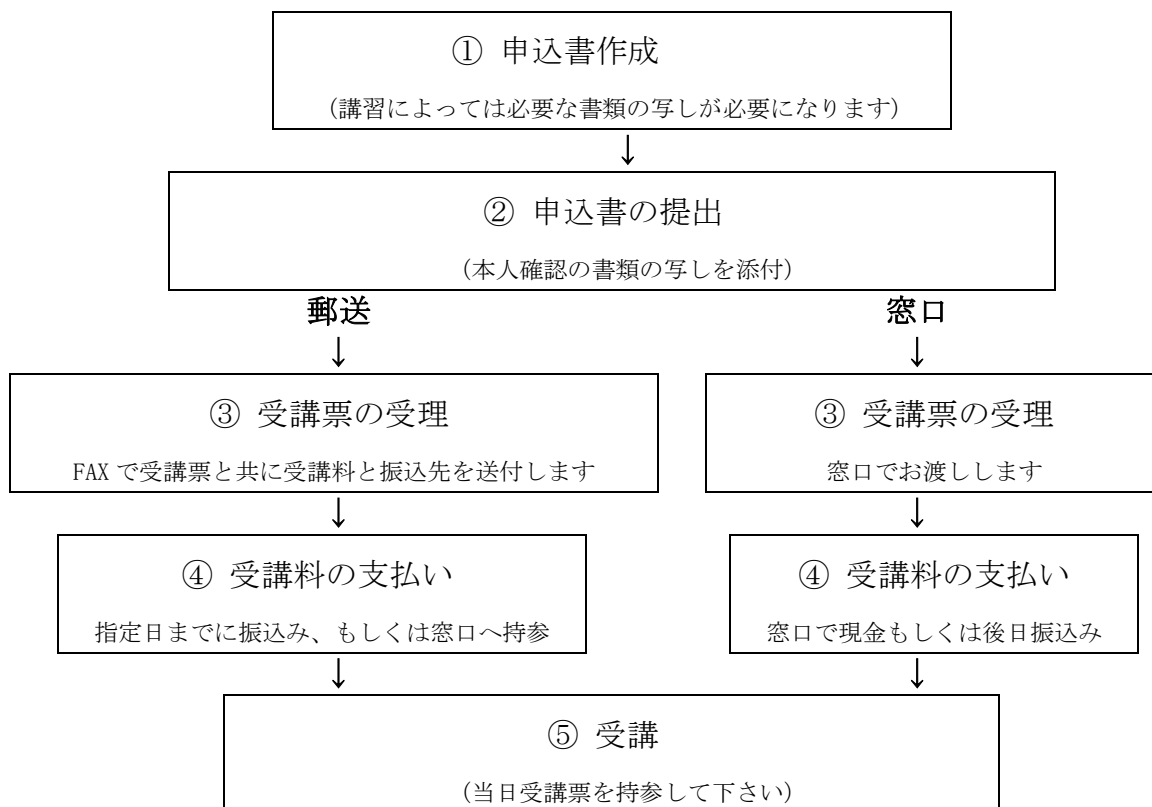 ① 申込書作成
(講習によっては必要な書類の写しが必要になります)
↓
② 申込書の提出
(本人確認の書類の写しを添付)
郵送
↓
③ 受講票の受理
FAX で受講票と共に受講料と振込先を送付します
↓
④ 受講料の支払い
指定日までに振込み、もしくは窓口へ持参
↓
窓口
↓
③ 受講票の受理
窓口でお渡しします
↓
④ 受講料の支払い
窓口で現金もしくは後日振込み
↓
⑤ 受講
(当日受講票を持参して下さい)